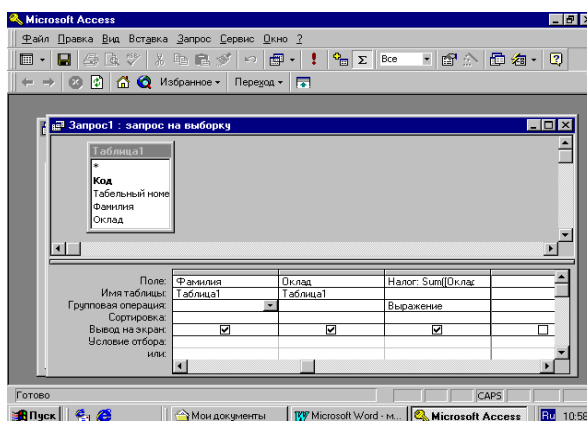 Microsoft Access
Файл Правка Вид Вставка Запрос Сервис Окно ?
Все
Избранное Переход
Запрос1 : запрос на выборку
Таблица1
*
Код
Табельный номе
Фамилия
Оклад
Поле: Фамилия Оклад Налог: Sum([Оклад
Имя таблицы: Таблица1 Таблица1
Групповая операция: Выражение
Сортировка:
Вывод на экран:
Условие отбора:
или:
Готово CAPS
Пуск Мои документы Microsoft Word - м... Microsoft Access Ru 10:58